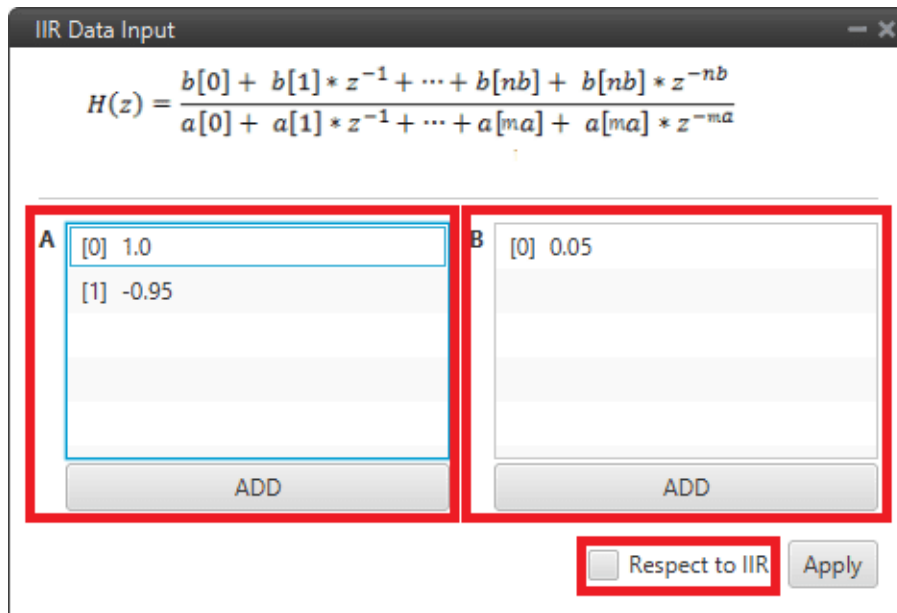 IIR Data Input
H(z) = \frac{b[0] + b[1] * z^{-1} + ⋯ + b[nb] + b[nb] * z^{-nb}}{a[0] + a[1] * z^{-1} + ⋯ + a[ma] + a[ma] * z^{-ma}}
A
[0] 1.0
[1] -0.95
ADD
B
[0] 0.05
ADD
Respect to IIR
Apply